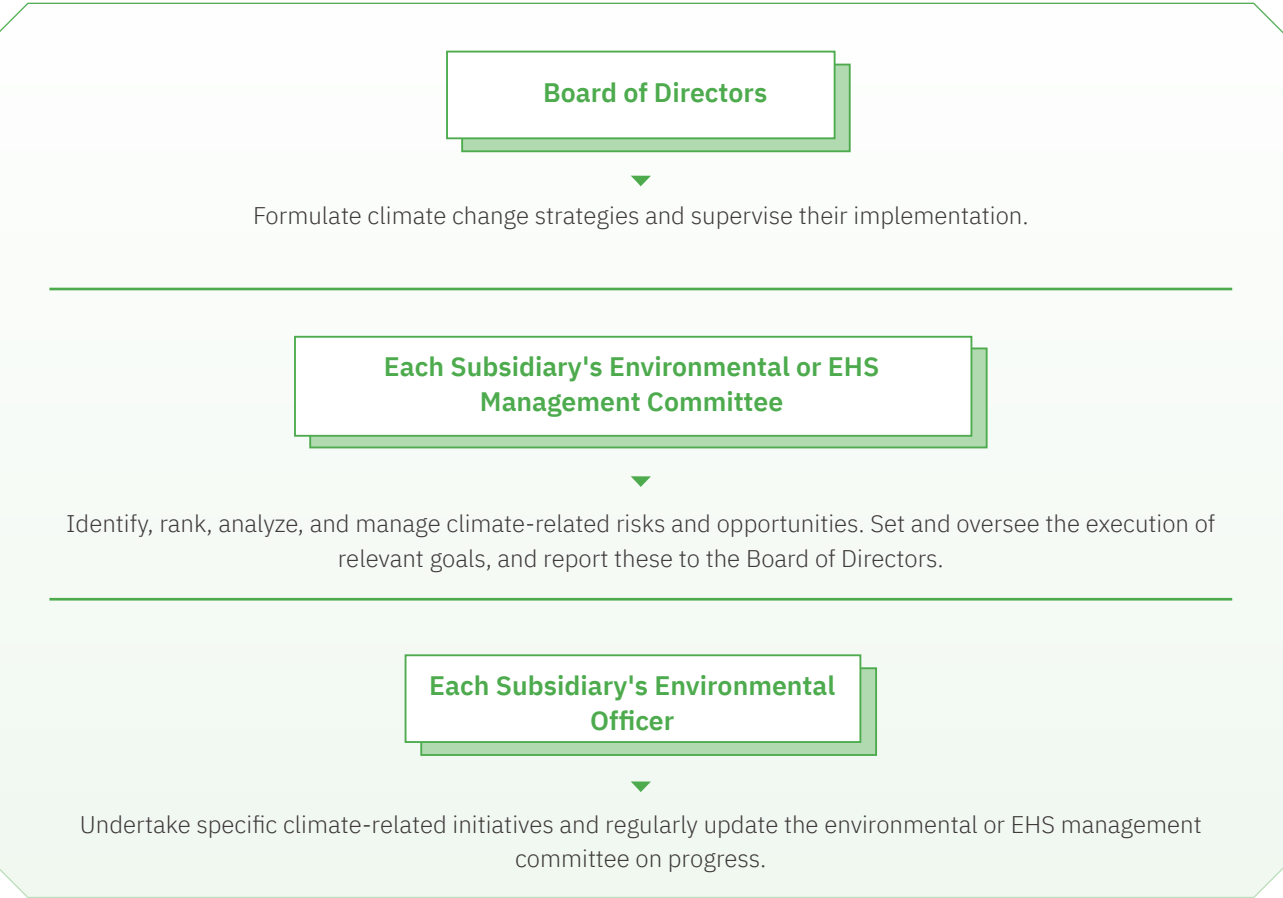 Board of Directors
Formulate climate change strategies and supervise their implementation.
Each Subsidiary's Environmental or EHS
Management Committee
Identify, rank, analyze, and manage climate-related risks and opportunities. Set and oversee the execution of
relevant goals, and report these to the Board of Directors.
Each Subsidiary's Environmental
Officer
Undertake specific climate-related initiatives and regularly update the environmental or EHS management
committee on progress.